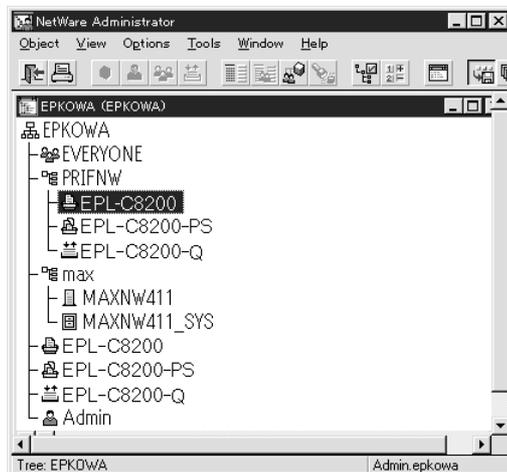 NetWare Administrator
Object View Options Tools Window Help
EPKOWA (EPKOWA)
EPKOWA
EVERYONE
PRIFNW
EPL-C8200
EPL-C8200-PS
EPL-C8200-Q
max
MAXNW411
MAXNW411_SYS
EPL-C8200
EPL-C8200-PS
EPL-C8200-Q
Admin
Tree: EPKOWA Admin.epkowa